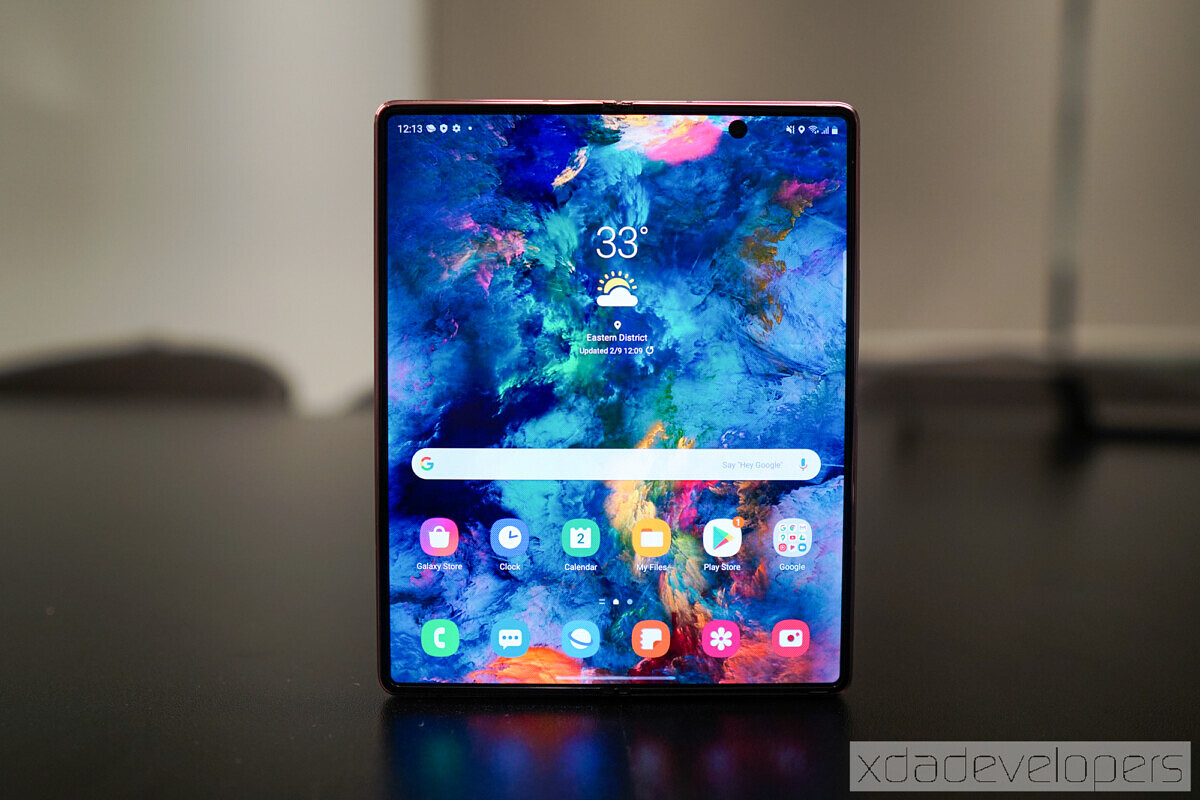 12:13
33°
Eastern District
Updated 2/9 12:09
G Say "Hey Google"
2 1
Galaxy Store Clock Calendar My Files Play Store Google
xdadevelopers